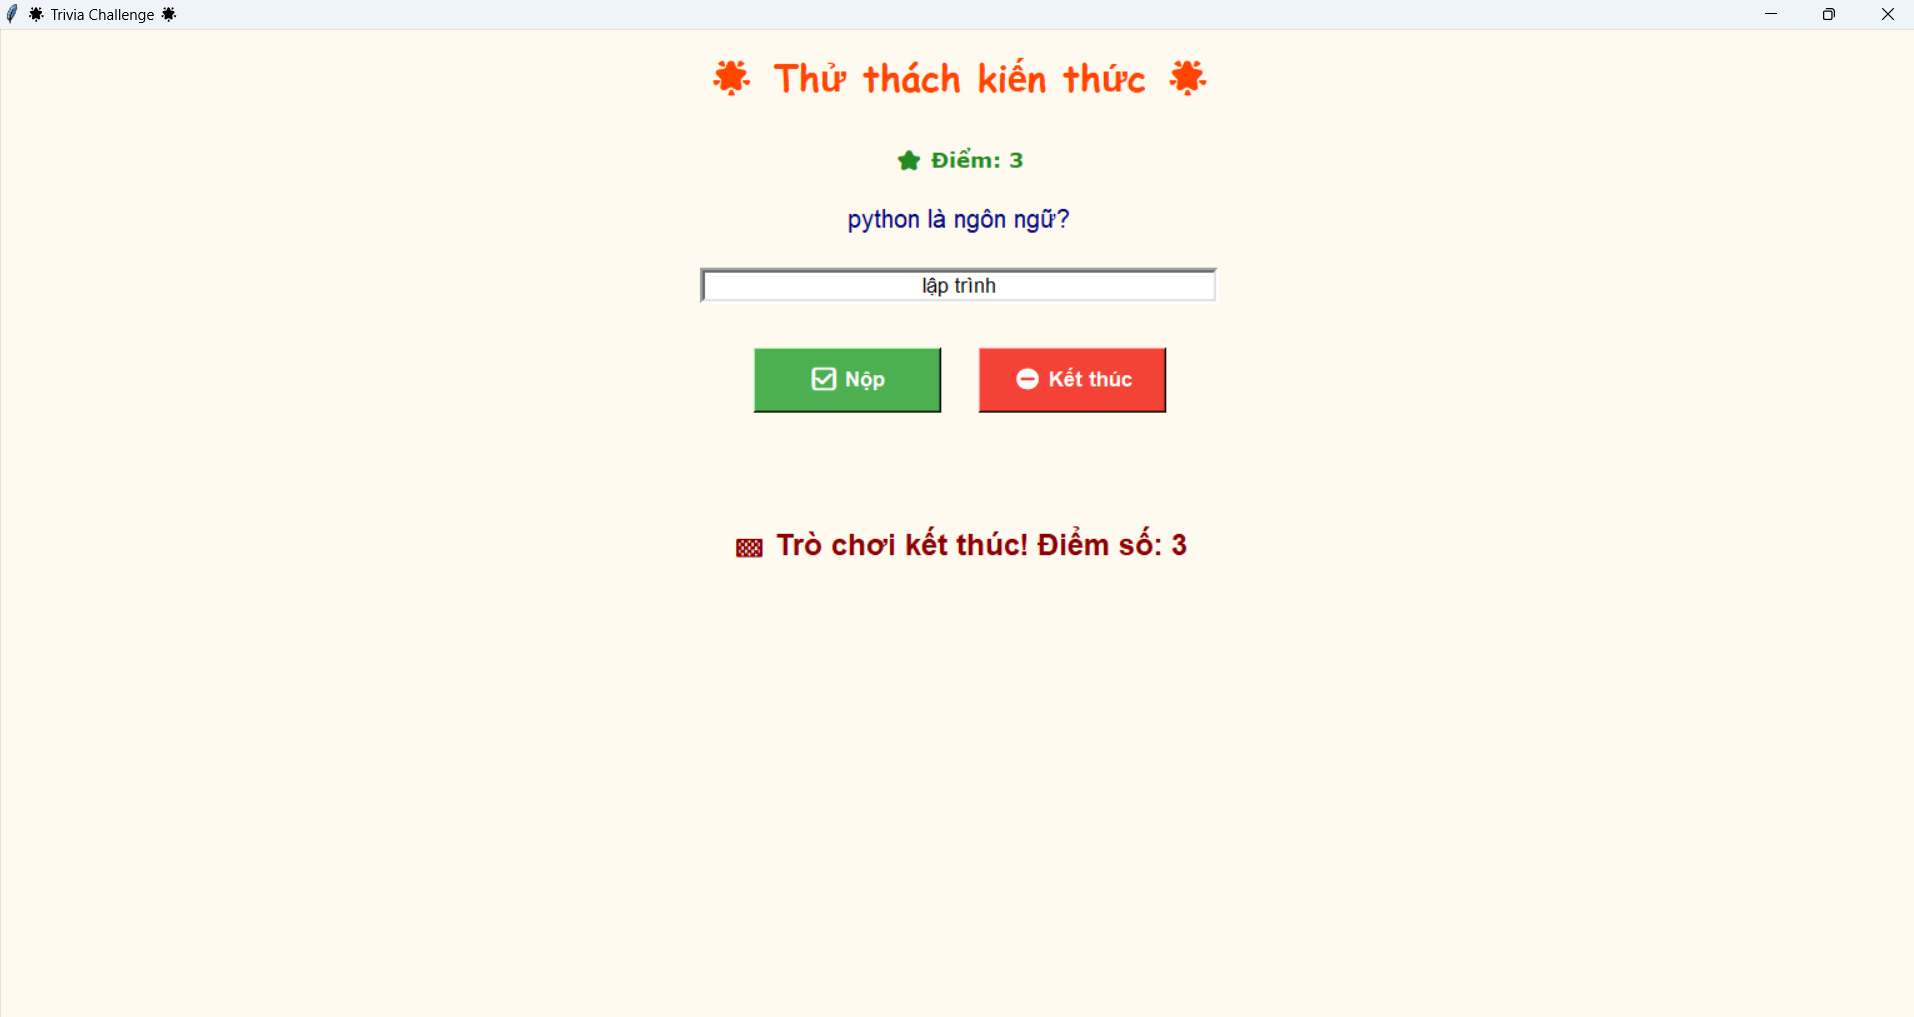 Trivia Challenge
Thử thách kiến thức
Điểm: 3
python là ngôn ngữ?
lập trình
Nộp
Kết thúc
Trò chơi kết thúc! Điểm số: 3